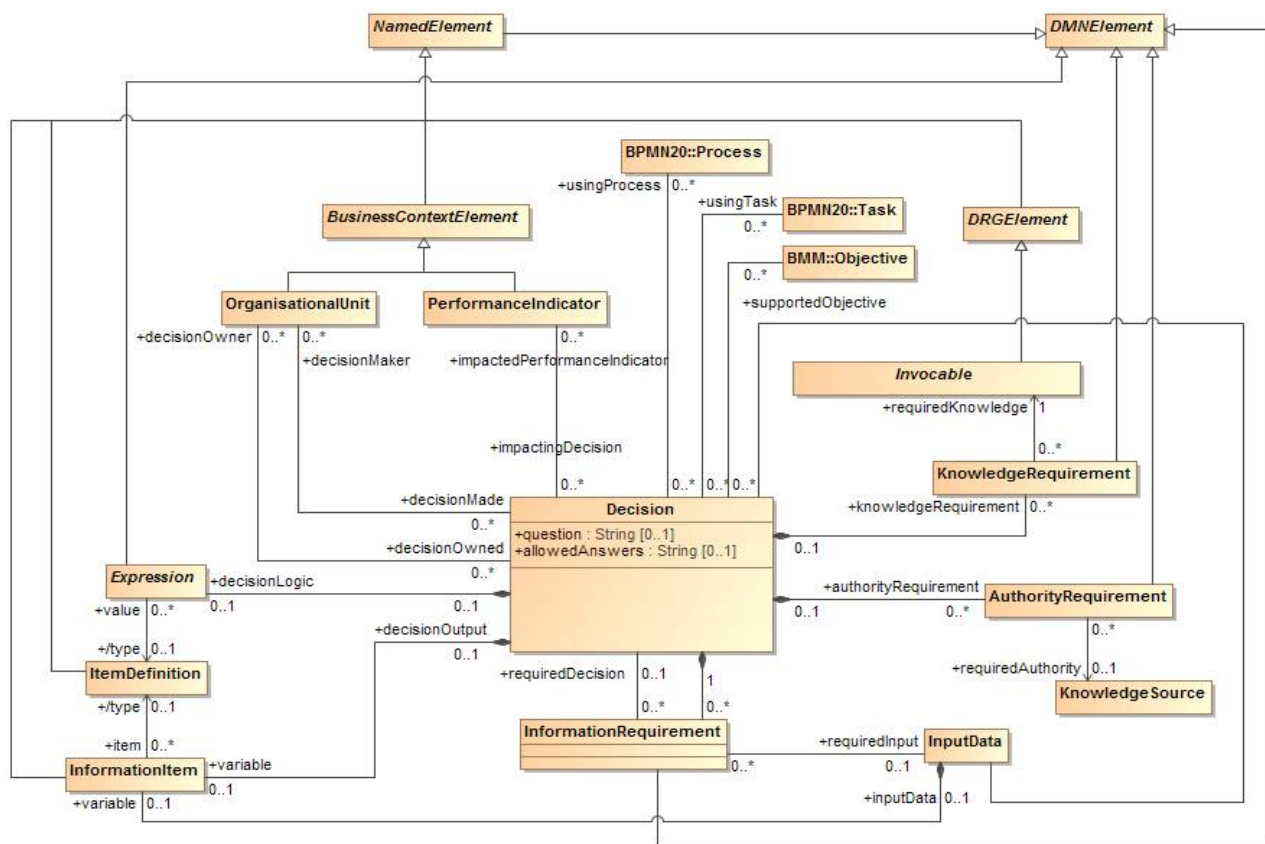 NamedElement
DMNElement
BPMN20::Process
+usingProcess
0..*
+usingTask
BPMN20::Task
0..*
BusinessContextElement
DRGElement
BMM::Objective
0..*
+supportedObjective
OrganisationalUnit
PerformanceIndicator
+decisionOwner
0..*
0..*
0..*
+decisionMaker
+impactedPerformanceIndicator
Invocable
+requiredKnowledge
1
+impactingDecision
0..*
KnowledgeRequirement
0..*
0..*
0..*
0..*
+decisionMade
0..*
Decision
+knowledgeRequirement
0..*
+question : String [0..1]
+allowedAnswers : String [0..1]
0..1
+decisionOwned
0..*
Expression
+decisionLogic
0..1
0..1
+authorityRequirement
0..1
0..*
AuthorityRequirement
+value
0..*
+decisionOutput
0..1
0..*
+/type
0..1
+requiredDecision
0..1
1
+requiredAuthority
0..1
ItemDefinition
KnowledgeSource
+/type
0..1
0..*
0..*
InformationRequirement
+item
0..*
+requiredInput
InputData
InformationItem
+variable
0..1
0..*
0..1
+variable
0..1
+inputData
0..1